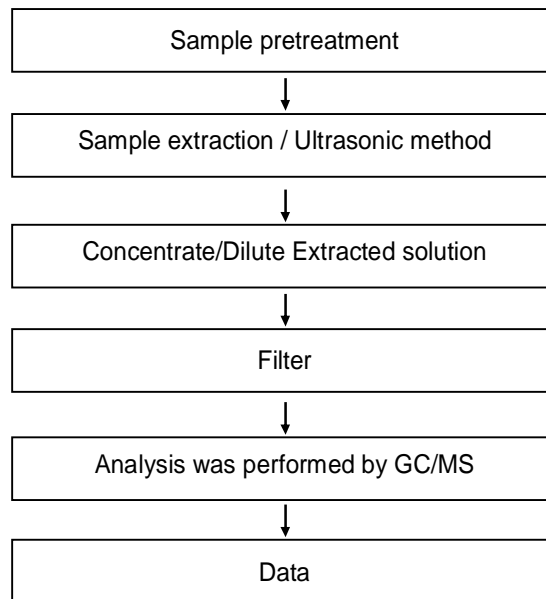 Sample pretreatment
Sample extraction / Ultrasonic method
Concentrate/Dilute Extracted solution
Filter
Analysis was performed by GC/MS
Data